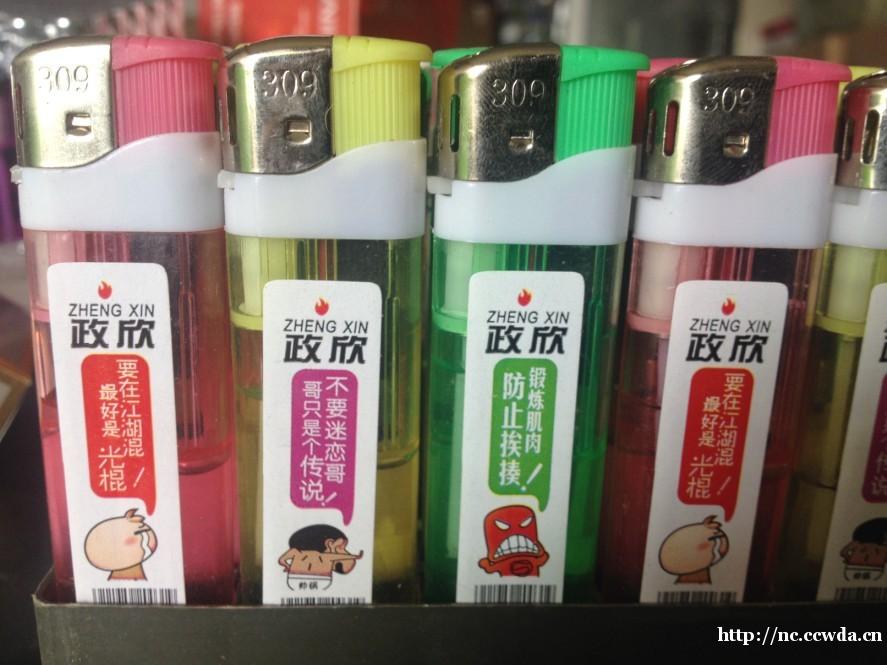 309
ZHENG XIN
政欣
要在江湖混
最好是光棍！
309
ZHENG XIN
政欣
不要迷恋哥
哥只是个传说！
帅锅
309
ZHENG XIN
政欣
锻炼肌肉
防止挨揍！
309
ZHENG XIN
政欣
要在江湖混
最好是光棍！
http://nc.ccwda.cn